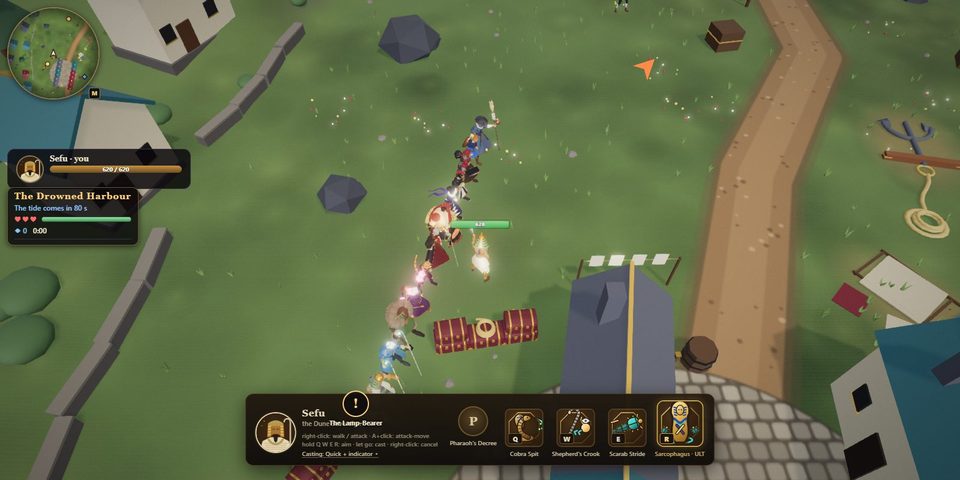 M
Sefu - you
620 / 620
The Drowned Harbour
The tide comes in 80 s
0 0:00
628
!
Sefu
The Lamp-Bearer
right-click: walk / attack · A+click: attack-move
hold Q W E R: aim · let go: cast · right-click: cancel
Casting: Quick + indicator
P
Pharaoh's Decree
Q
Cobra Spit
W
Shepherd's Crook
E
Scarab Stride
R
Sarcophagus · ULT